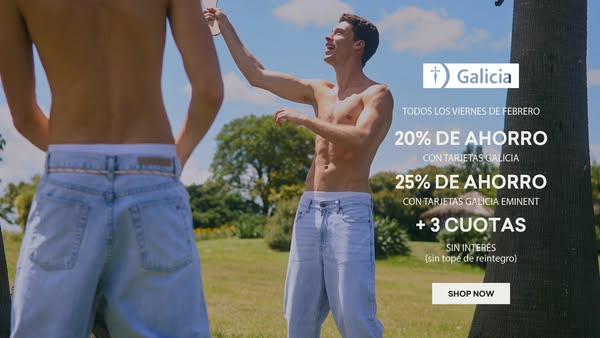 Galicia
TODOS LOS VIERNES DE FEBRERO
20% DE AHORRO
CON TARJETAS GALICIA
25% DE AHORRO
CON TARJETAS GALICIA EMINENT
+ 3 CUOTAS
SIN INTERÉS
(sin tope de reintegro)
SHOP NOW